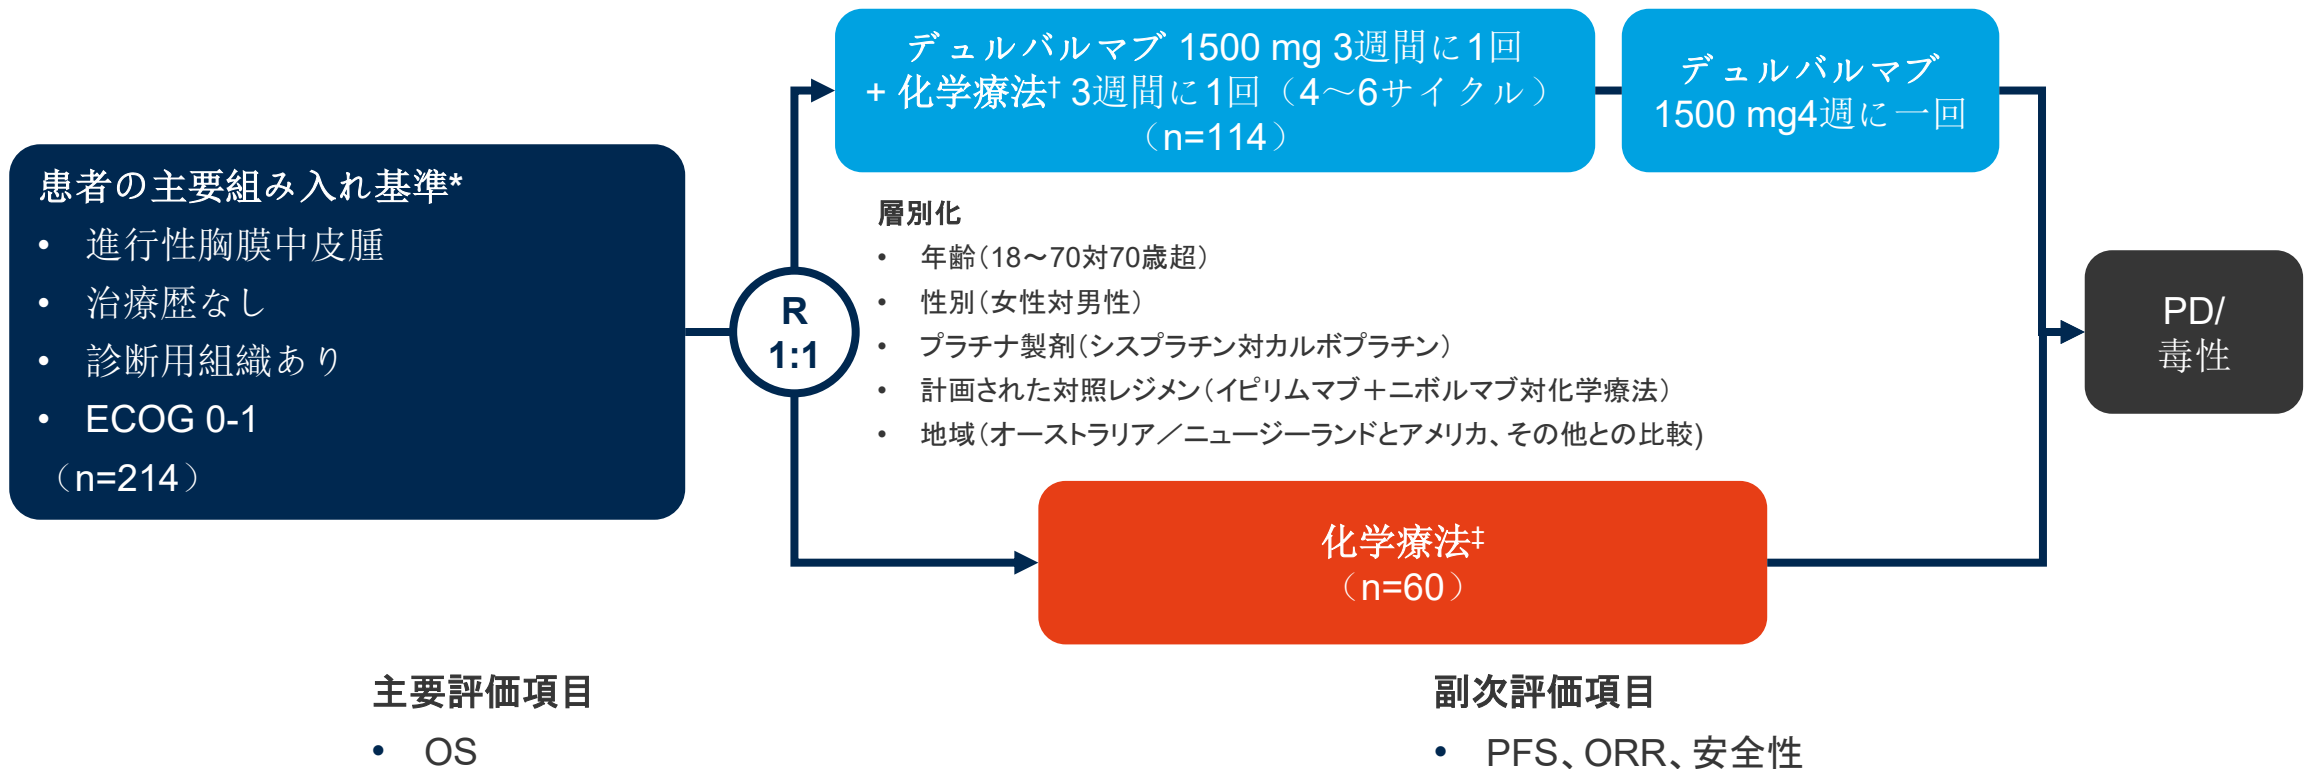 デュルバルマブ 1500 mg 3週間に1回
+ 化学療法† 3週間に1回（4～6サイクル）
（n=114）
デュルバルマブ
1500 mg4週に一回
患者の主要組み入れ基準*
• 進行性胸膜中皮腫
• 治療歴なし
• 診断用組織あり
• ECOG 0-1
（n=214）
R
1:1
層別化
• 年齢（18～70対70歳超）
• 性別（女性対男性）
• プラチナ製剤（シスプラチン対カルボプラチン）
• 計画された対照レジメン（イピリムマブ＋ニボルマブ対化学療法）
• 地域（オーストラリア／ニュージーランドとアメリカ、その他との比較)
PD/
毒性
化学療法‡
（n=60）
主要評価項目
• OS
副次評価項目
• PFS、ORR、安全性